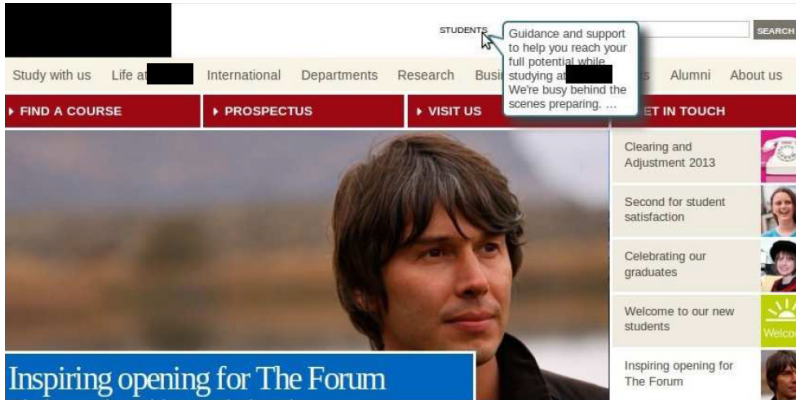 STUDENTS
SEARCH
Guidance and support
to help you reach your
full potential while
studying at
We're busy behind the
scenes preparing. ...
Study with us Life at International Departments Research Alumni About us
FIND A COURSE PROSPECTUS VISIT US
IN TOUCH
Clearing and
Adjustment 2013
Second for student
satisfaction
Celebrating our
graduates
Welcome to our new
students
Inspiring opening for
The Forum
Inspiring opening for The Forum